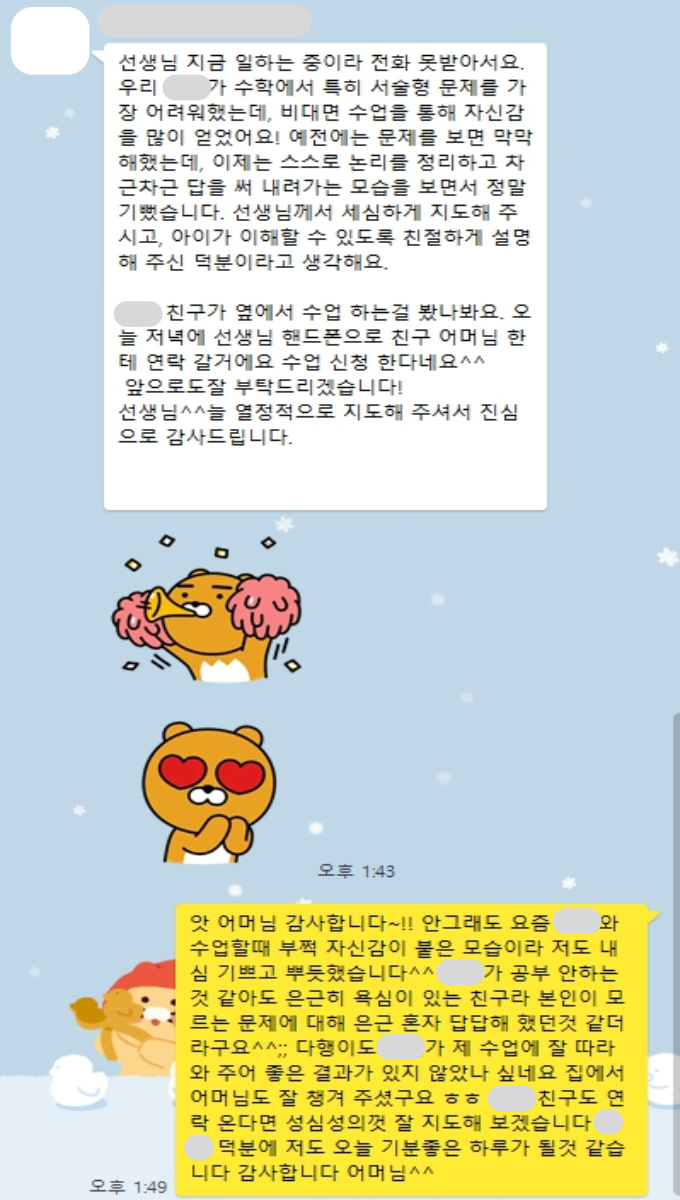 선생님 지금 일하는 중이라 전화 못받아서요.
우리 가 수학에서 특히 서술형 문제를 가
장 어려워했는데, 비대면 수업을 통해 자신감
을 많이 얻었어요! 예전에는 문제를 보면 막막
해했는데, 이제는 스스로 논리를 정리하고 차
근차근 답을 써 내려가는 모습을 보면서 정말
기뻤습니다. 선생님께서 세심하게 지도해 주
시고, 아이가 이해할 수 있도록 친절하게 설명
해 주신 덕분이라고 생각해요.
친구가 옆에서 수업 하는걸 봤나봐요. 오
늘 저녁에 선생님 핸드폰으로 친구 어머님 한
테 연락 갈거에요 수업 신청 한다네요^^
앞으로도잘 부탁드리겠습니다!
선생님^^늘 열정적으로 지도해 주셔서 진심
으로 감사드립니다.
오후 1:43
앗 어머님 감사합니다~!! 안그래도 요즘 와
수업할때 부쩍 자신감이 붙은 모습이라 저도 내
심 기쁘고 뿌듯했습니다^^ 가 공부 안하는
것 같아도 은근히 욕심이 있는 친구라 본인이 모
르는 문제에 대해 은근 혼자 답답해 했던것 같더
라구요^^;; 다행이도 가 제 수업에 잘 따라
와 주어 좋은 결과가 있지 않았나 싶네요 집에서
어머님도 잘 챙겨 주셨구요 ㅎㅎ 친구도 연
락 온다면 성심성의껏 잘 지도해 보겠습니다
덕분에 저도 오늘 기분좋은 하루가 될것 같습
니다 감사합니다 어머님^^
오후 1:49